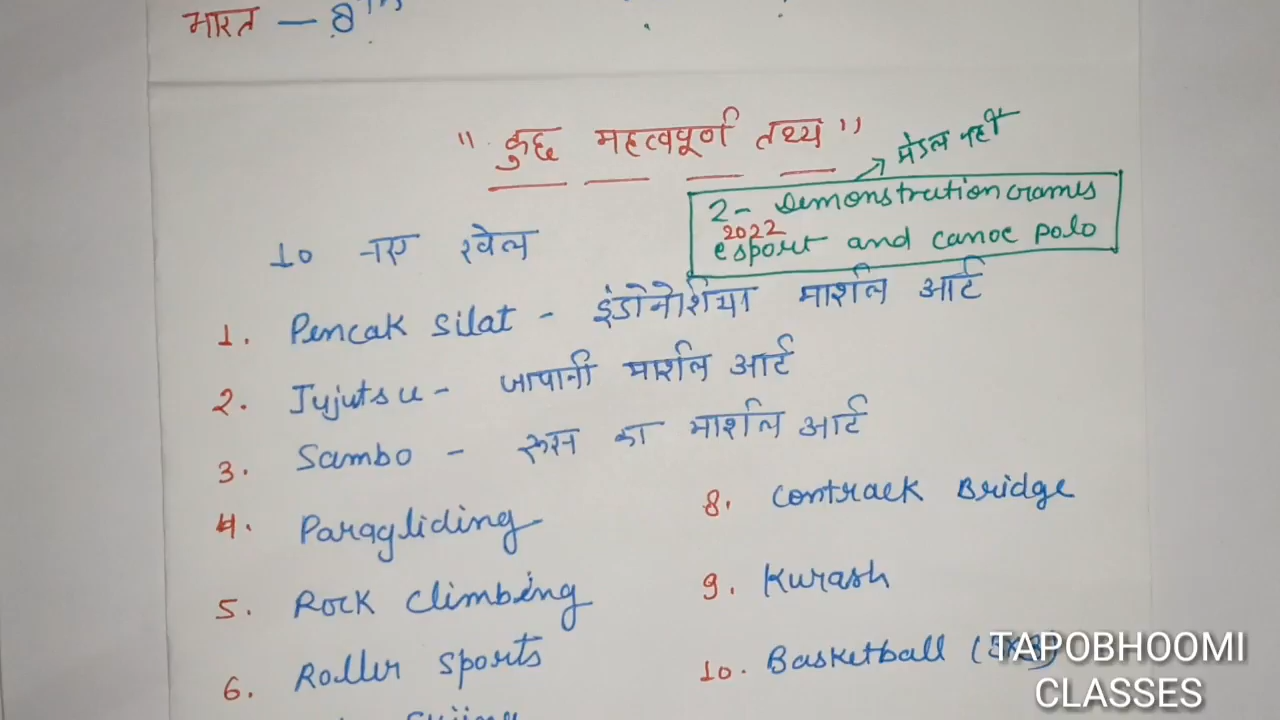 भारत — 8th
" कुछ महत्वपूर्ण तथ्य "
मेडल नहीं
2- Demonstration Games
2022
esport and canoe polo
10 नए खेल
1. Pencak Silat - इंडोनेशिया मार्शल आर्ट
2. Jujutsu - जापानी मार्शल आर्ट
3. Sambo - रूस का मार्शल आर्ट
4. Paragliding
5. Rock Climbing
6. Roller Sports
8. Contrack Bridge
9. Kurash
10. Basketball (3x3)
TAPOBHOOMI
CLASSES